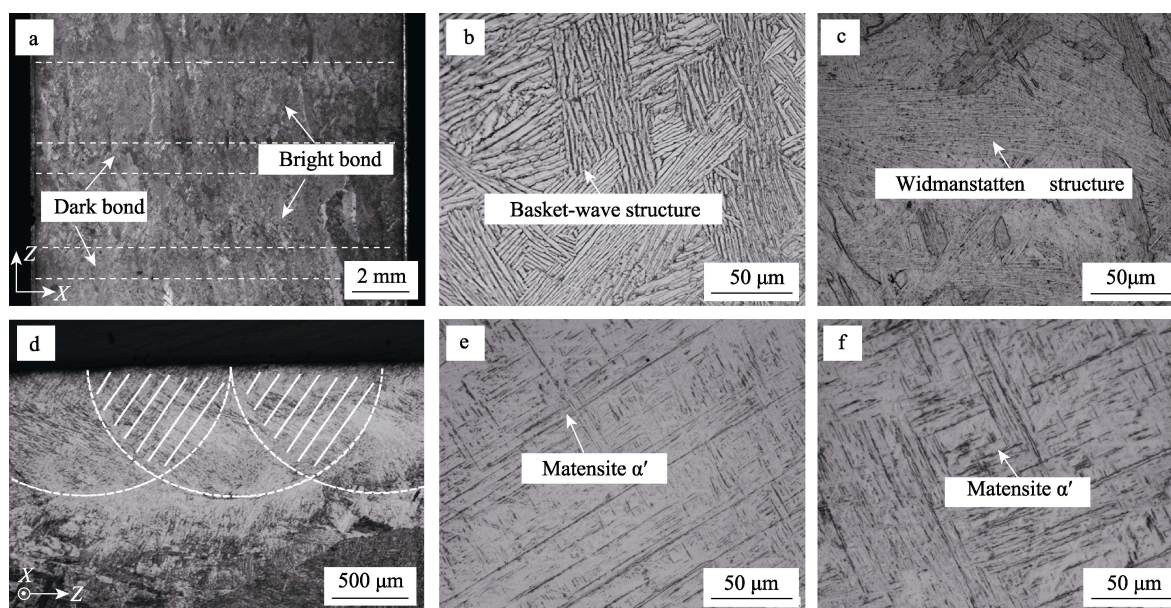 a
Bright bond
Dark bond
Z
X
2 mm
b
Basket-wave structure
50 μm
c
Widmanstatten structure
50μm
d
X
Z
500 μm
e
Matensite α′
50 μm
f
Matensite α′
50 μm